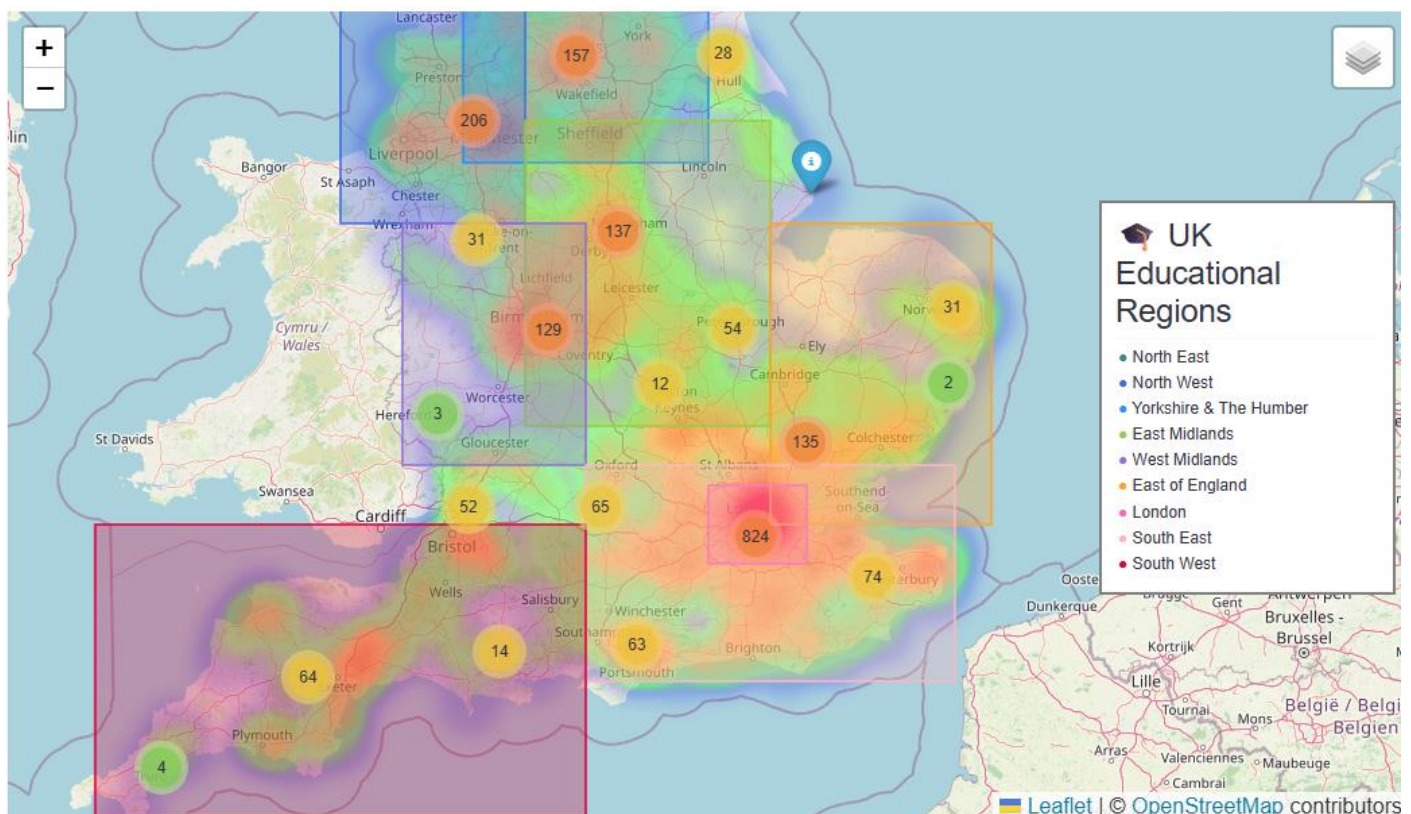 Lancaster
York
+
157
28
Hull
Preston
Wakefield
−
206
Sheffield
lin
Liverpool
Bangor
Lincoln
i
St Asaph
Chester
Wrexham
31
137
UK
Educational
Regions
Lichfield
Leicester
31
129
54
Coventry
Ely
Cymru /
Wales
North East
North West
Yorkshire & The Humber
East Midlands
West Midlands
East of England
London
South East
South West
Cambridge
12
2
Worcester
3
St Davids
Gloucester
135
Colchester
Oxford
St Albans
Swansea
Southend-
on-Sea
52
65
Cardiff
824
Bristol
74
Wells
Salisbury
Winchester
Dunkerque
Gent
Antwerpen
Bruxelles -
Brussel
14
63
Brighton
Kortrijk
Portsmouth
64
Lille
Tournai
Mons
België / Belgi
Belgien
Plymouth
Arras
Valenciennes
Maubeuge
4
Cambrai
Leaflet | © OpenStreetMap contributors